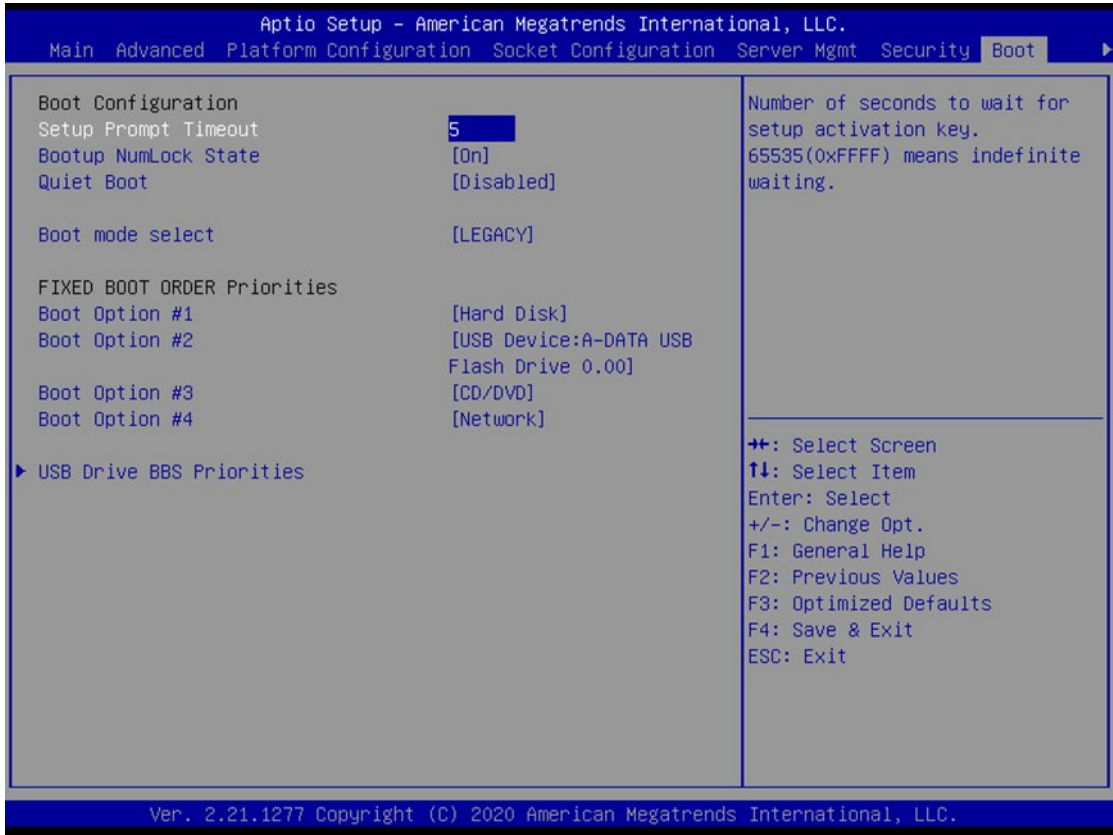 Aptio Setup – American Megatrends International, LLC.
Main Advanced Platform Configuration Socket Configuration Server Mgmt Security Boot
Boot Configuration
Setup Prompt Timeout 5
Bootup NumLock State [On]
Quiet Boot [Disabled]
Boot mode select [LEGACY]
FIXED BOOT ORDER Priorities
Boot Option #1 [Hard Disk]
Boot Option #2 [USB Device:A-DATA USB
Flash Drive 0.00]
Boot Option #3 [CD/DVD]
Boot Option #4 [Network]
USB Drive BBS Priorities
Number of seconds to wait for
setup activation key.
65535(0xFFFF) means indefinite
waiting.
→←: Select Screen
↑↓: Select Item
Enter: Select
+/-: Change Opt.
F1: General Help
F2: Previous Values
F3: Optimized Defaults
F4: Save & Exit
ESC: Exit
Ver. 2.21.1277 Copyright (C) 2020 American Megatrends International, LLC.